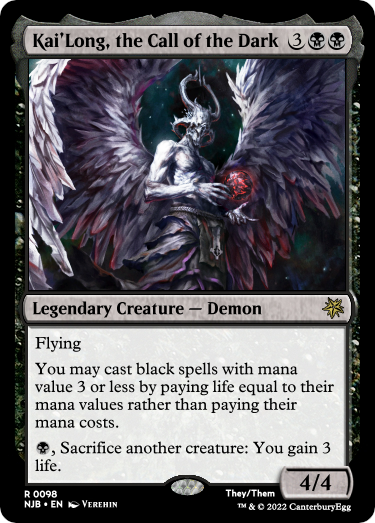 Kai'Long, the Call of the Dark 3
Legendary Creature — Demon
Flying
You may cast black spells with mana
value 3 or less by paying life equal to their
mana values rather than paying their
mana costs.
, Sacrifice another creature: You gain 3
life.
4/4
R 0098
NJB • EN VEREHIN
They/Them
™ & © 2022 CanterburyEgg